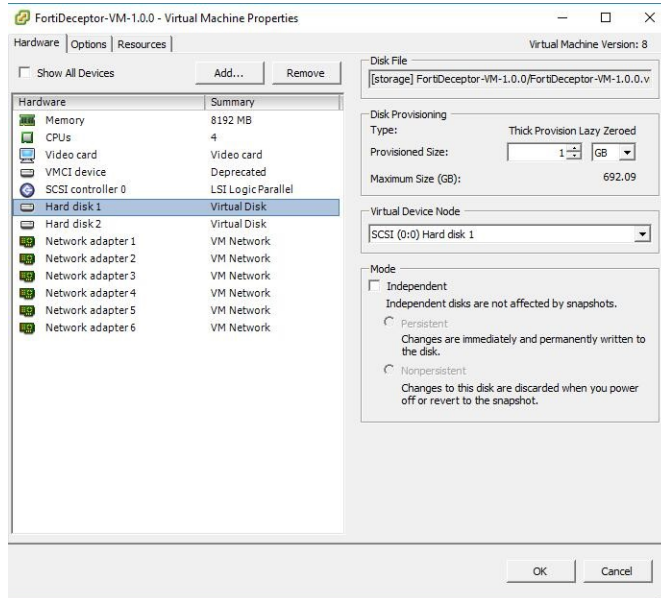 FortiDeceptor-VM-1.0.0 - Virtual Machine Properties
Hardware Options Resources
Virtual Machine Version: 8
Show All Devices
Add...
Remove
Hardware Summary
Memory 8192 MB
CPUs 4
Video card Video card
VMCI device Deprecated
SCSI controller 0 LSI Logic Parallel
Hard disk 1 Virtual Disk
Hard disk 2 Virtual Disk
Network adapter 1 VM Network
Network adapter 2 VM Network
Network adapter 3 VM Network
Network adapter 4 VM Network
Network adapter 5 VM Network
Network adapter 6 VM Network
Disk File
[storage] FortiDeceptor-VM-1.0.0/FortiDeceptor-VM-1.0.0.v
Disk Provisioning
Type: Thick Provision Lazy Zeroed
Provisioned Size: 1 GB
Maximum Size (GB): 692.09
Virtual Device Node
SCSI (0:0) Hard disk 1
Mode
Independent
Independent disks are not affected by snapshots.
Persistent
Changes are immediately and permanently written to
the disk.
Nonpersistent
Changes to this disk are discarded when you power
off or revert to the snapshot.
OK Cancel